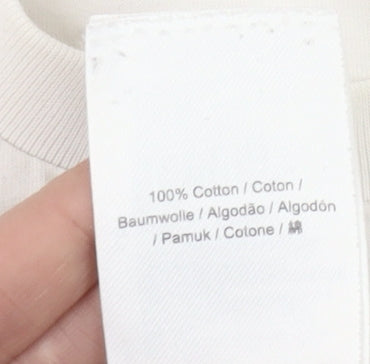 100% Cotton / Coton /
Baumwolle / Algodão / Algodón
/ Pamuk / Cotone / 綿